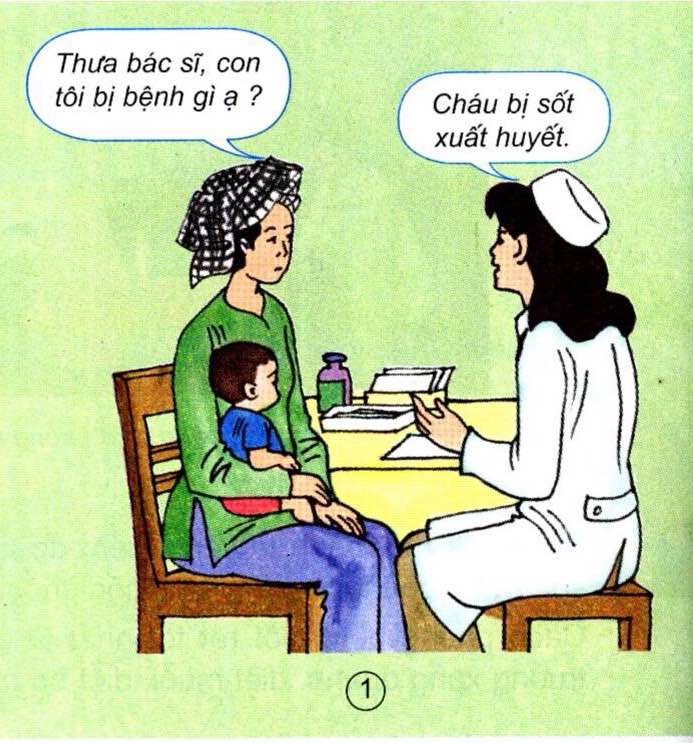 Thưa bác sĩ, con
tôi bị bệnh gì ạ ?
Cháu bị sốt
xuất huyết.
1